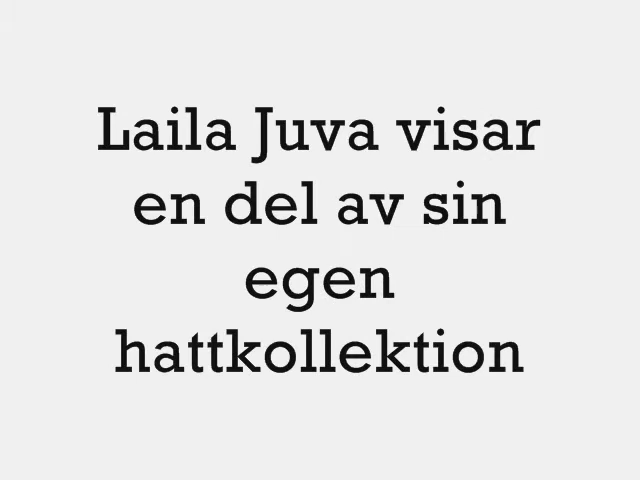 Laila Juva visar
en del av sin
egen
hattkollektion